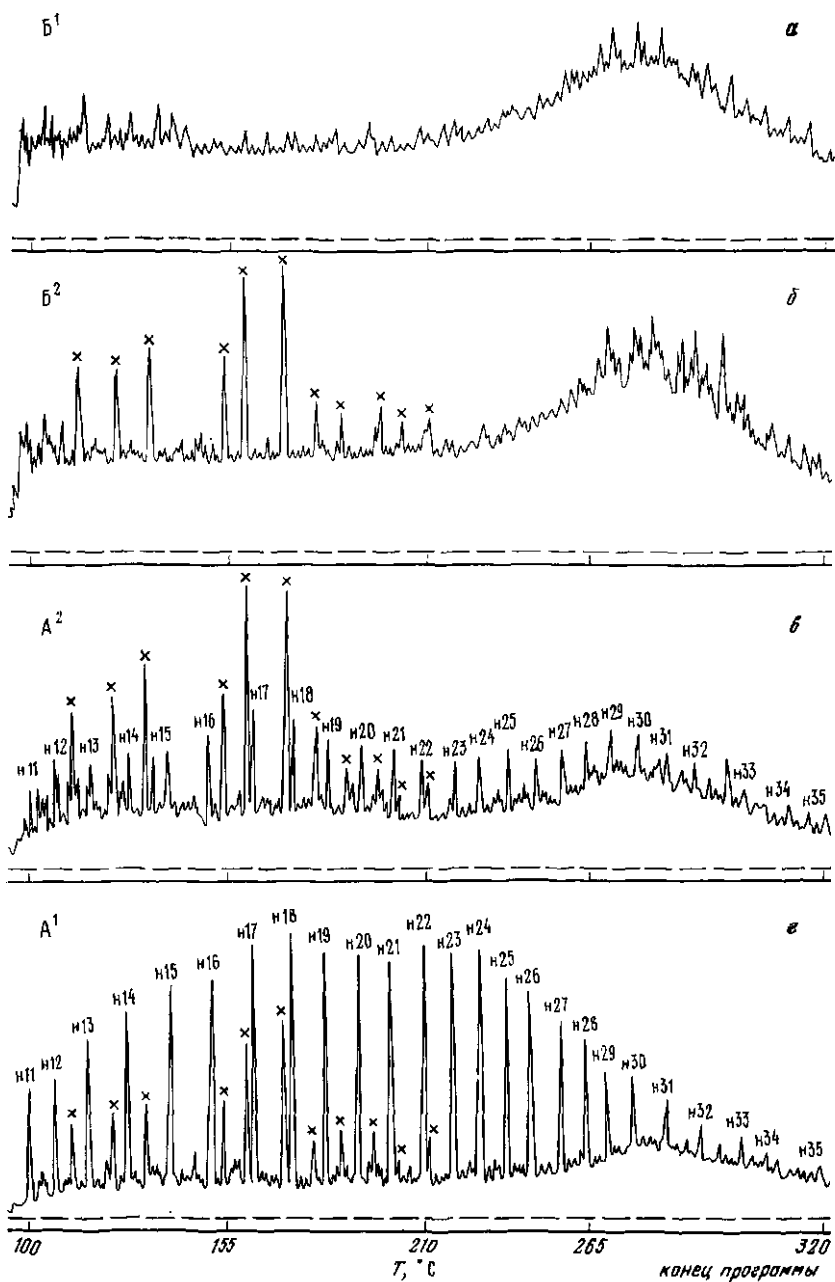 Б¹ а
Б² × б
× ×
× × × ×
× × × × ×
А² × × в
× × × ×
н11 н12 н13 н14 н15 н16 н17 н18 н19 н20 н21 н22 н23 н24 н25 н26 н27 н28 н29 н30 н31 н32 н33 н34 н35
× × × × ×
А¹ г
н11 н12 н13 н14 н15 н16 н17 н18 н19 н20 н21 н22 н23 н24 н25 н26 н27 н28 н29 н30 н31 н32 н33 н34 н35
× × × × × × × × × × ×
100 155 210 265 320
T, °C конец программы